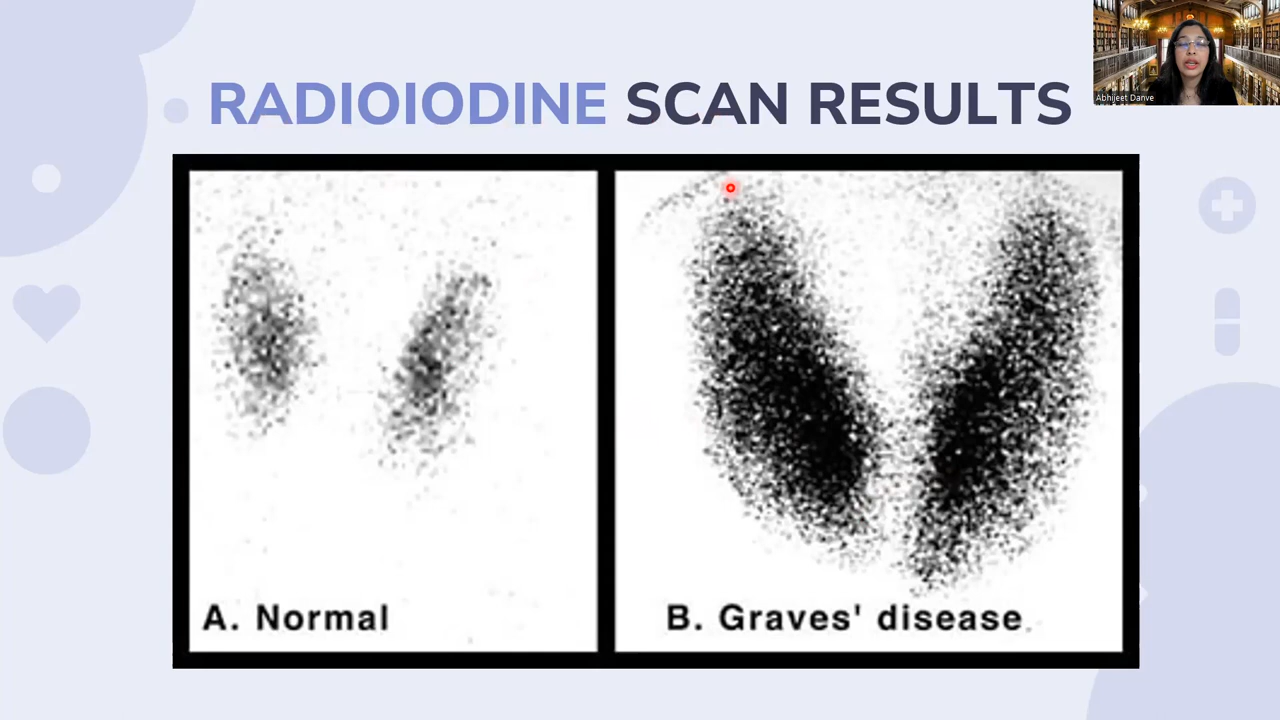 RADIOIODINE SCAN RESULTS
Abhijeet Danve
A. Normal
B. Graves' disease